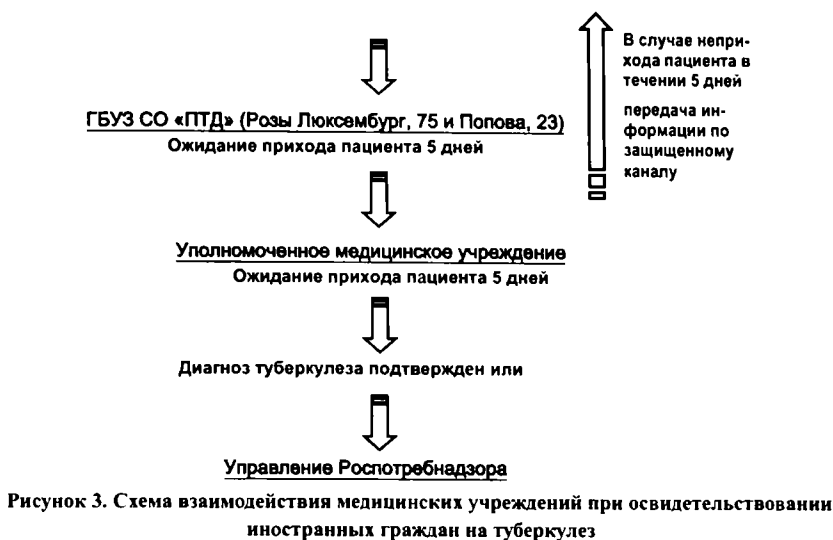 В случае непри-
хода пациента в
течении 5 дней
передача ин-
формации по
защищенному
каналу
ГБУЗ СО «ПТД» (Розы Люксембург, 75 и Попова, 23)
Ожидание прихода пациента 5 дней
Уполномоченное медицинское учреждение
Ожидание прихода пациента 5 дней
Диагноз туберкулеза подтвержден или
Управление Роспотребнадзора
Рисунок 3. Схема взаимодействия медицинских учреждений при освидетельствовании
иностранных граждан на туберкулез